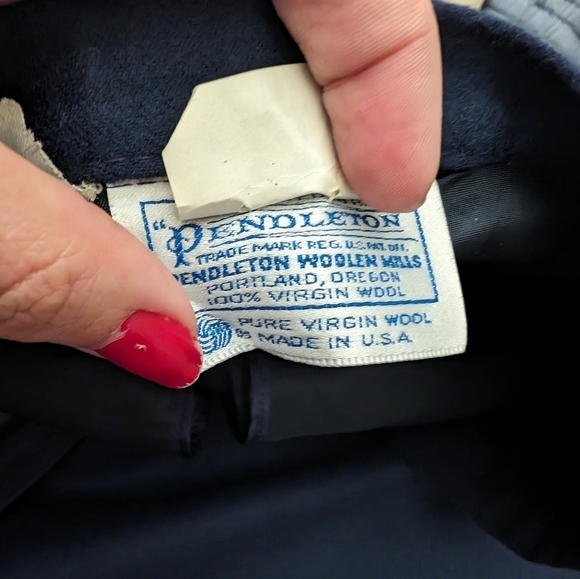 "PENDLETON
TRADE MARK REG. U.S. PAT. OFF.
PENDLETON WOOLEN MILLS
PORTLAND, OREGON
100% VIRGIN WOOL
PURE VIRGIN WOOL
MADE IN U.S.A.